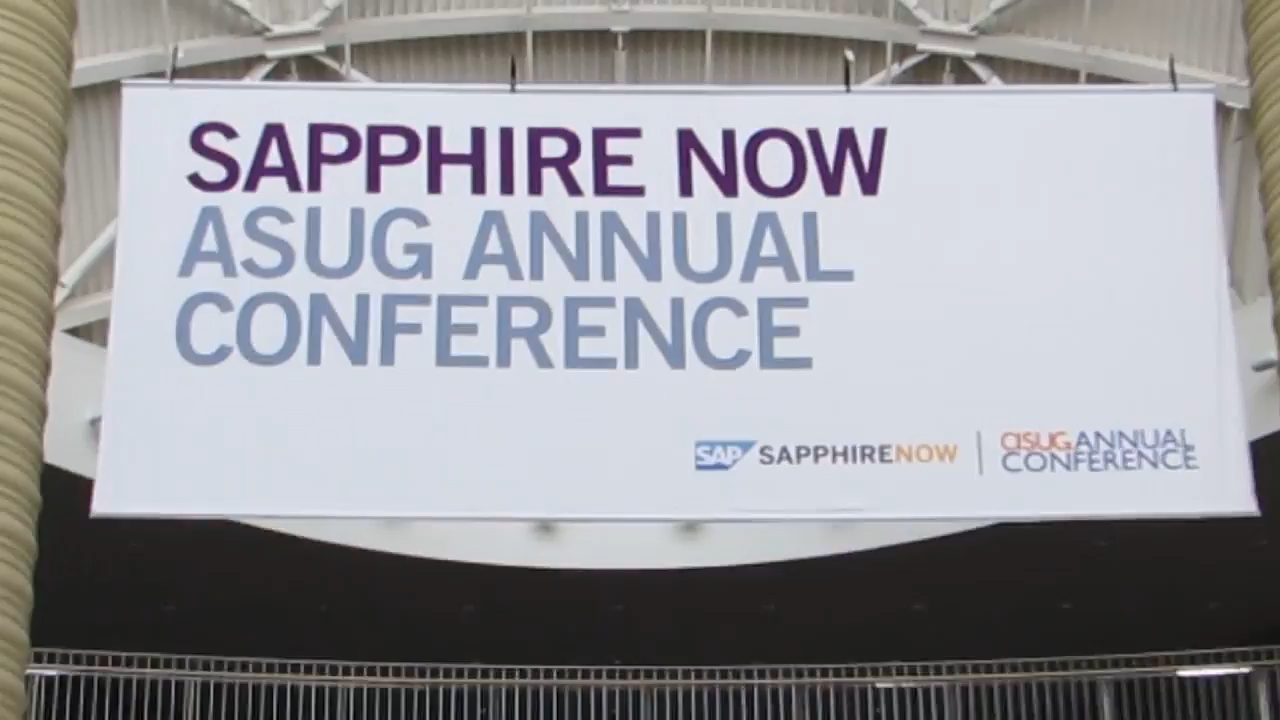 SAPPHIRE NOW
ASUG ANNUAL
CONFERENCE
SAP SAPPHIRENOW | asug ANNUAL
CONFERENCE